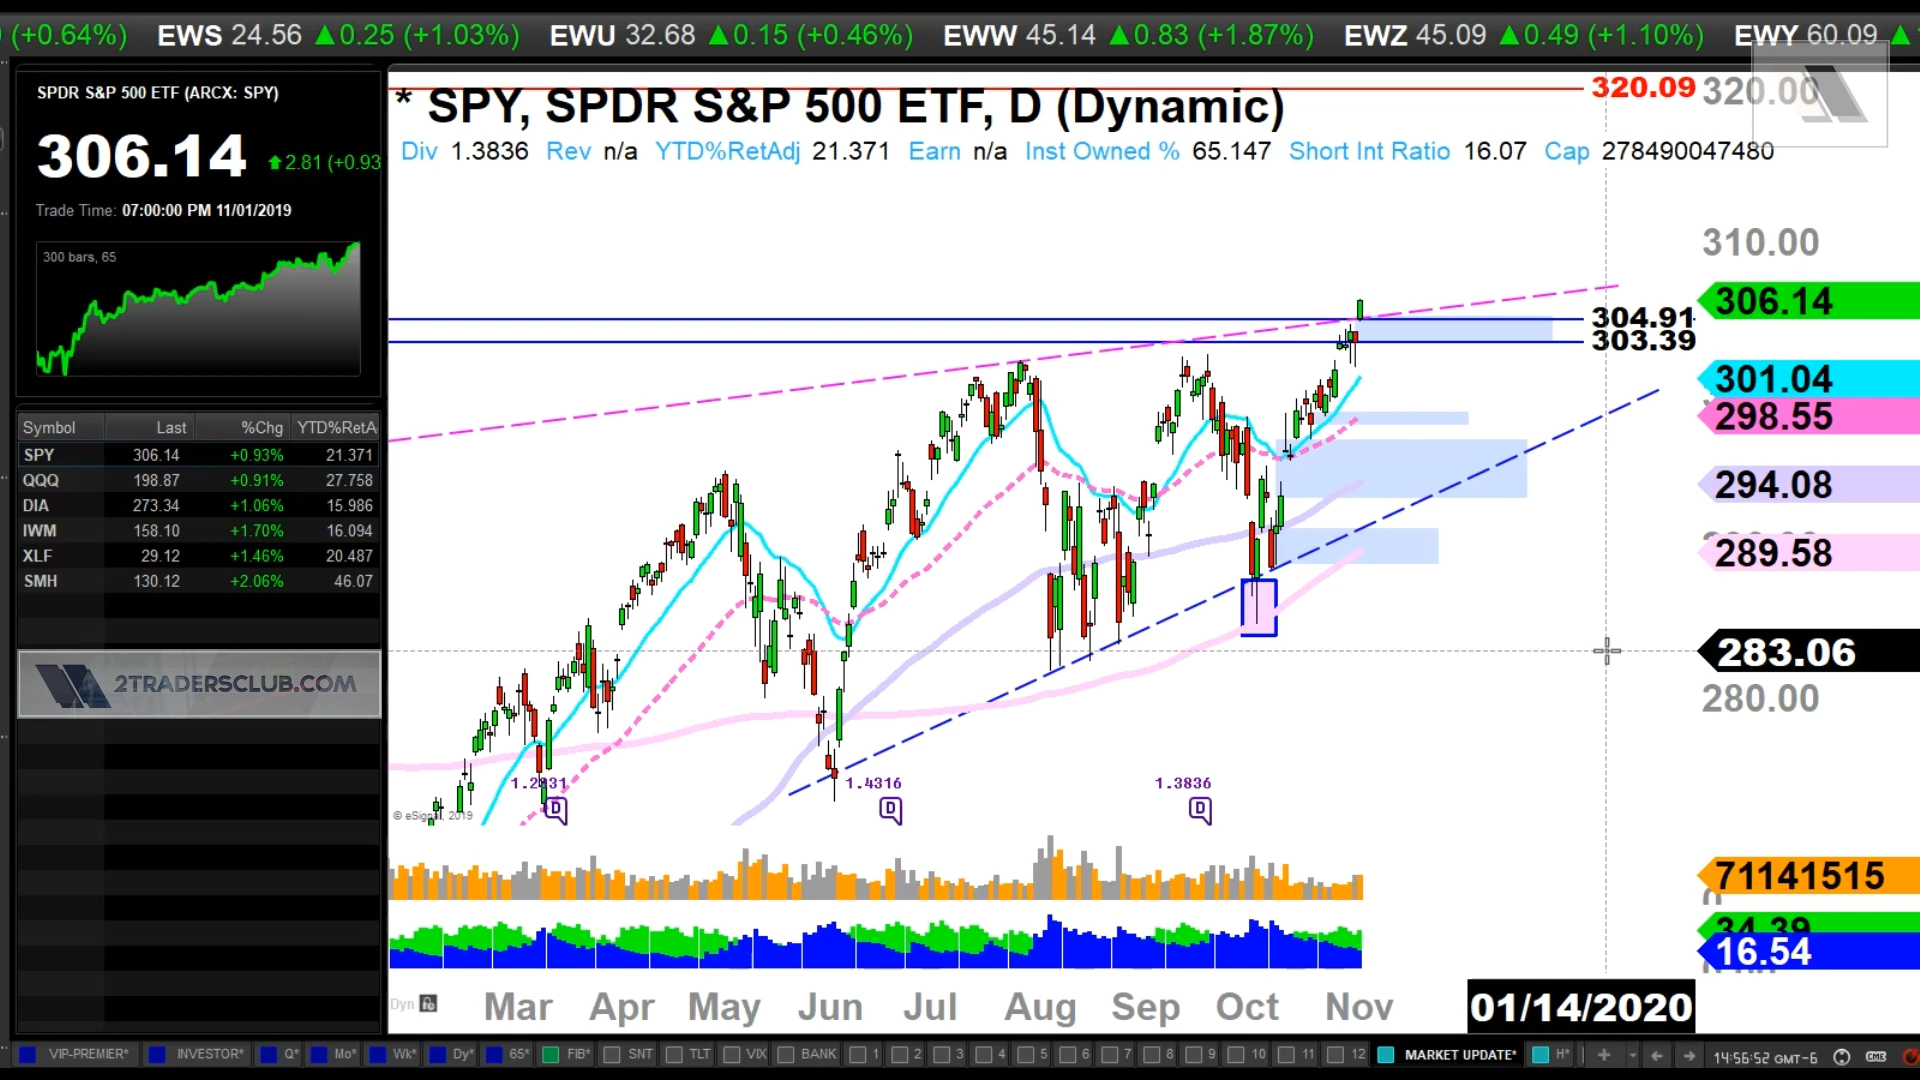 (+0.64%) EWS 24.56 ▲0.25 (+1.03%) EWU 32.68 ▲0.15 (+0.46%) EWW 45.14 ▲0.83 (+1.87%) EWZ 45.09 ▲0.49 (+1.10%) EWY 60.09 ▲
SPDR S&P 500 ETF (ARCX: SPY)
306.14 2.81 (+0.93
Trade Time: 07:00:00 PM 11/01/2019
300 bars, 65
Symbol Last %Chg YTD%RetA
SPY 306.14 +0.93% 21.371
QQQ 198.87 +0.91% 27.758
DIA 273.34 +1.06% 15.986
IWM 158.10 +1.70% 16.094
XLF 29.12 +1.46% 20.487
SMH 130.12 +2.06% 46.07
2TRADERSCLUB.COM
* SPY, SPDR S&P 500 ETF, D (Dynamic)
Div 1.3836 Rev n/a YTD%RetAdj 21.371 Earn n/a Inst Owned % 65.147 Short Int Ratio 16.07 Cap 278490047480
320.09 320.00
310.00
306.14
304.91
303.39
301.04
298.55
294.08
289.58
283.06
280.00
1.4316
1.3836
D
D
D
© eSignal, 2019
71141515
34.39
16.54
Dyn
Mar Apr May Jun Jul Aug Sep Oct Nov
01/14/2020
VIP-PREMIER* INVESTOR* Q* Mo* Wk* Dy* 65* FIB* SNT TLT VIX BANK 1 2 3 4 5 6 7 8 9 10 11 12 MARKET UPDATE* H* 14:56:52 GMT-6 CME